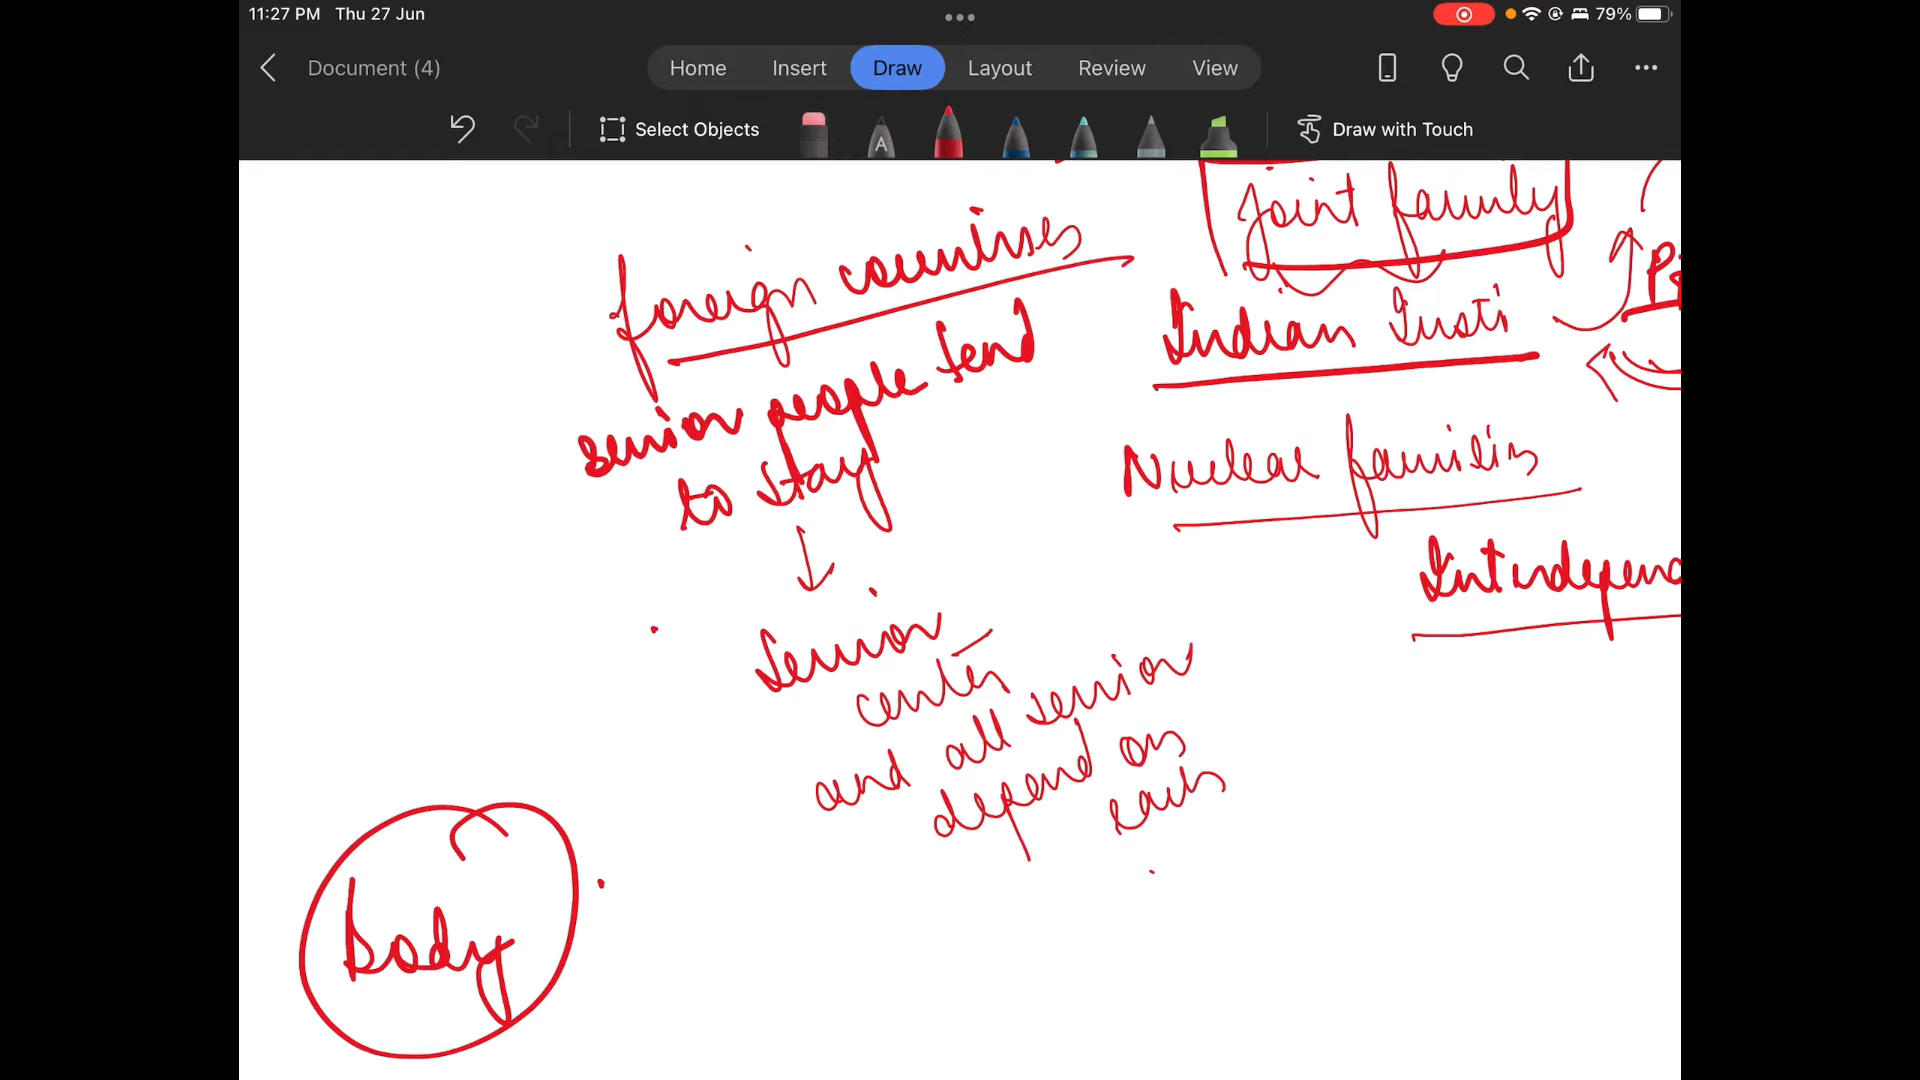 11:27 PM Thu 27 Jun
79%
Document (4)
Home Insert Draw Layout Review View
Select Objects
A
Draw with Touch
Joint family
foreign countries
Indian Insti
senior people tend
to stay
Nuclear families
Senior
center
and all senior
depend on
each
Body